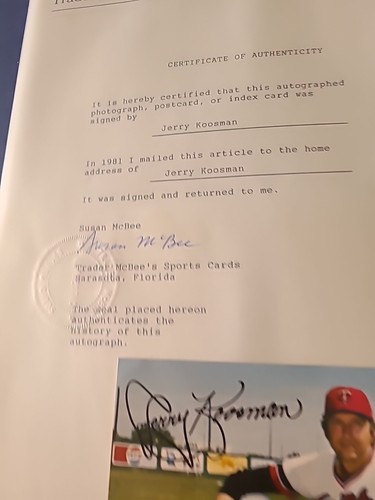 CERTIFICATE OF AUTHENTICITY
It is hereby certified that this autographed
photograph, postcard, or index card was
signed by Jerry Koosman
In 1981 I mailed this article to the home
address of Jerry Koosman
It was signed and returned to me.
Susan McBee
Susan McBee
Trader McBee's Sports Cards
Sarasota, Florida
The seal placed hereon
authenticates the
history of this
autograph.
Jerry Koosman